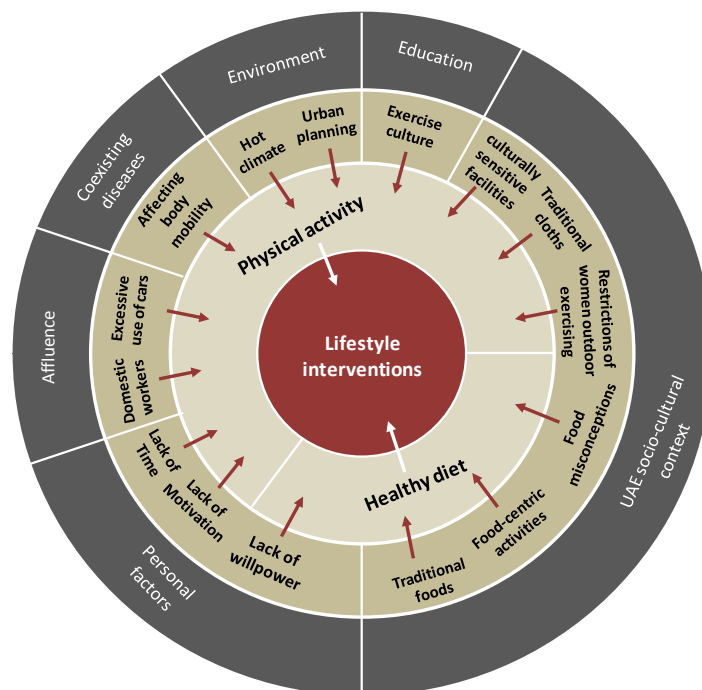 Environment
Education
Coexisting
diseases
Affluence
Personal
factors
UAE socio-cultural
context
Hot
climate
Urban
planning
Exercise
culture
culturally
sensitive
facilities
Traditional
cloths
Restrictions of
women outdoor
exercising
Food
misconceptions
Food-centric
activities
Traditional
foods
Lack of
willpower
Lack of
Motivation
Lack of
Time
Domestic
workers
Excessive
use of cars
Affecting
body
mobility
Physical activity
Lifestyle
interventions
Healthy diet